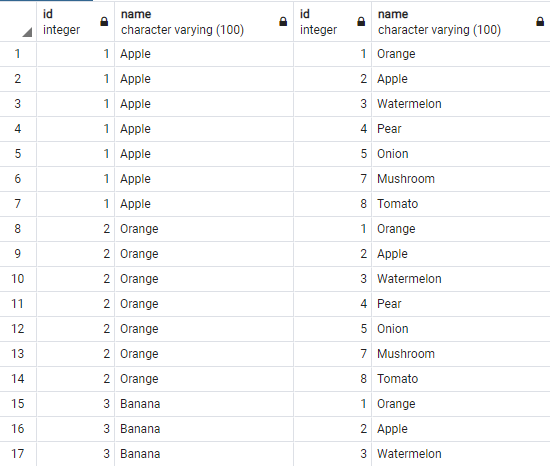 id name id name
integer character varying (100) integer character varying (100)
1 1 Apple 1 Orange
2 1 Apple 2 Apple
3 1 Apple 3 Watermelon
4 1 Apple 4 Pear
5 1 Apple 5 Onion
6 1 Apple 7 Mushroom
7 1 Apple 8 Tomato
8 2 Orange 1 Orange
9 2 Orange 2 Apple
10 2 Orange 3 Watermelon
11 2 Orange 4 Pear
12 2 Orange 5 Onion
13 2 Orange 7 Mushroom
14 2 Orange 8 Tomato
15 3 Banana 1 Orange
16 3 Banana 2 Apple
17 3 Banana 3 Watermelon